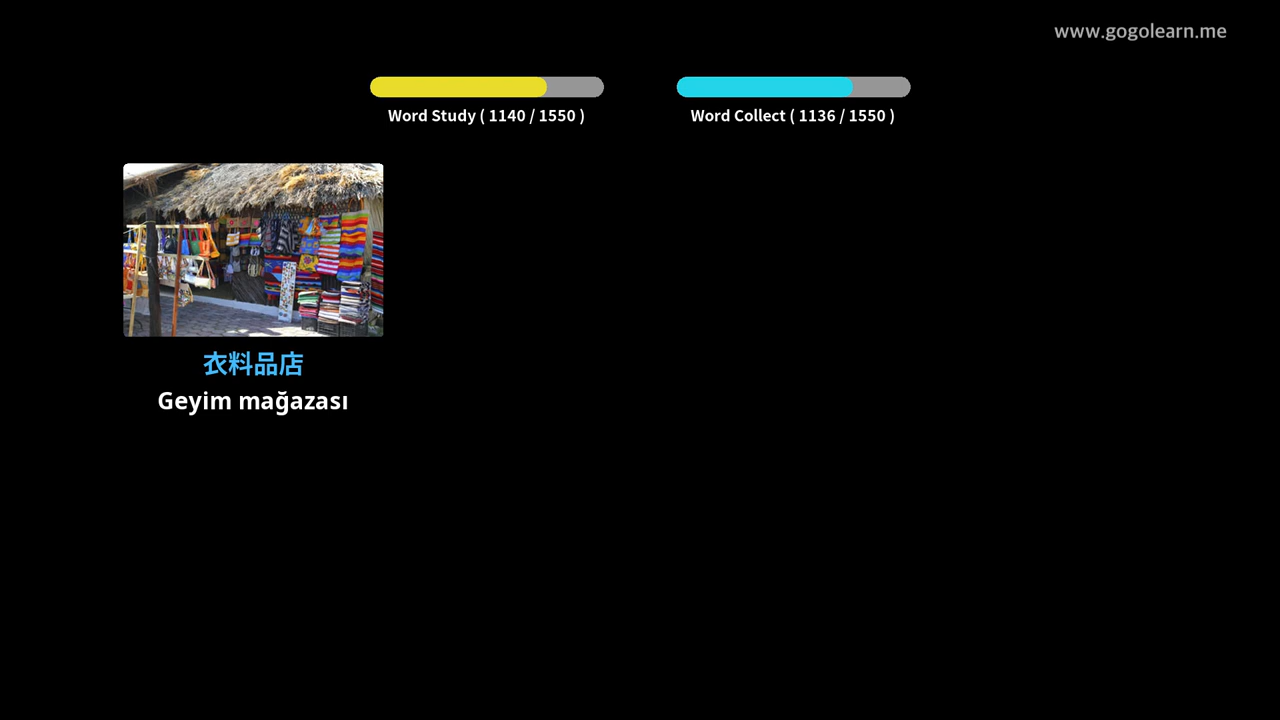 www.gogolearn.me
Word Study ( 1140 / 1550 )
Word Collect ( 1136 / 1550 )
衣料品店
Geyim mağazası